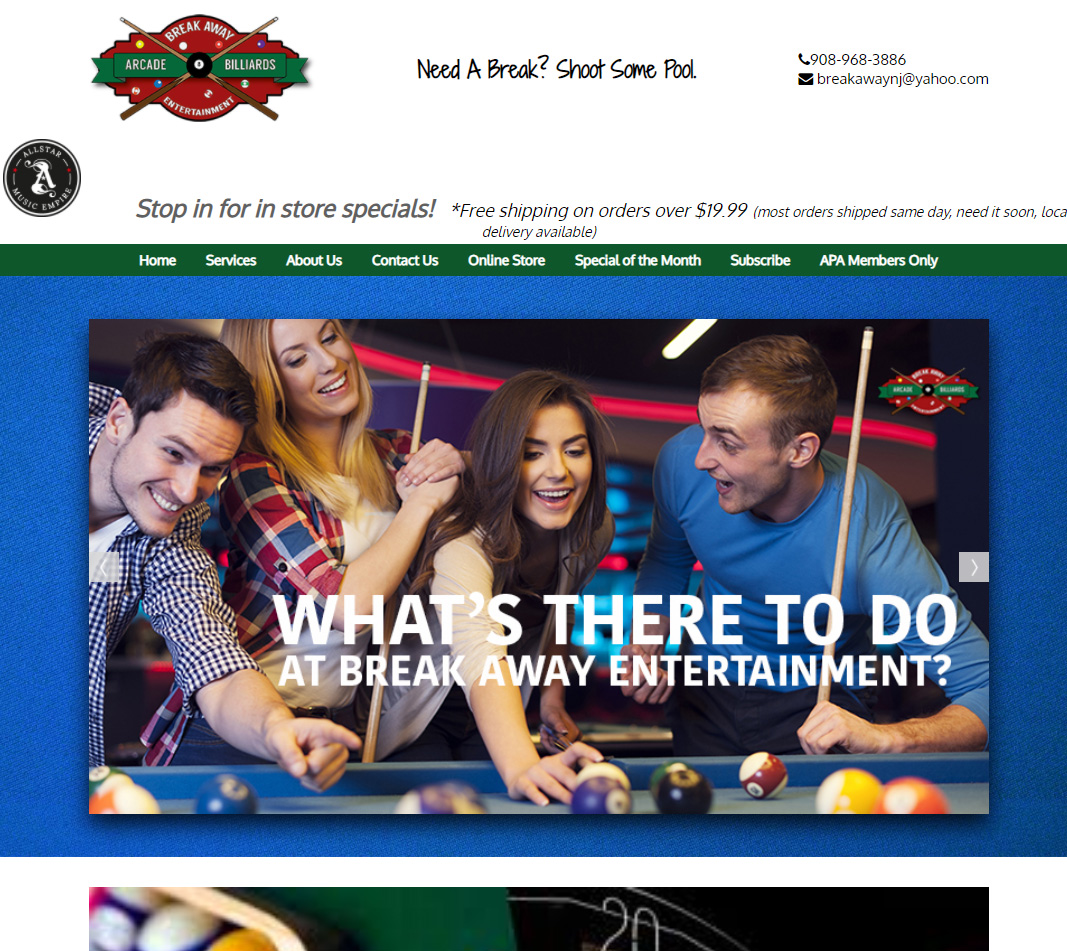 BREAK AWAY
ARCADE BILLIARDS
ENTERTAINMENT
Need A Break? Shoot Some Pool.
908-968-3886
breakawaynj@yahoo.com
ALLSTAR
A
MUSIC EMPIRE
Stop in for in store specials! *Free shipping on orders over $19.99 (most orders shipped same day, need it soon, loca
delivery available)
Home Services About Us Contact Us Online Store Special of the Month Subscribe APA Members Only
BREAK AWAY
ARCADE BILLIARDS
ENTERTAINMENT
WHAT'S THERE TO DO
AT BREAK AWAY ENTERTAINMENT?